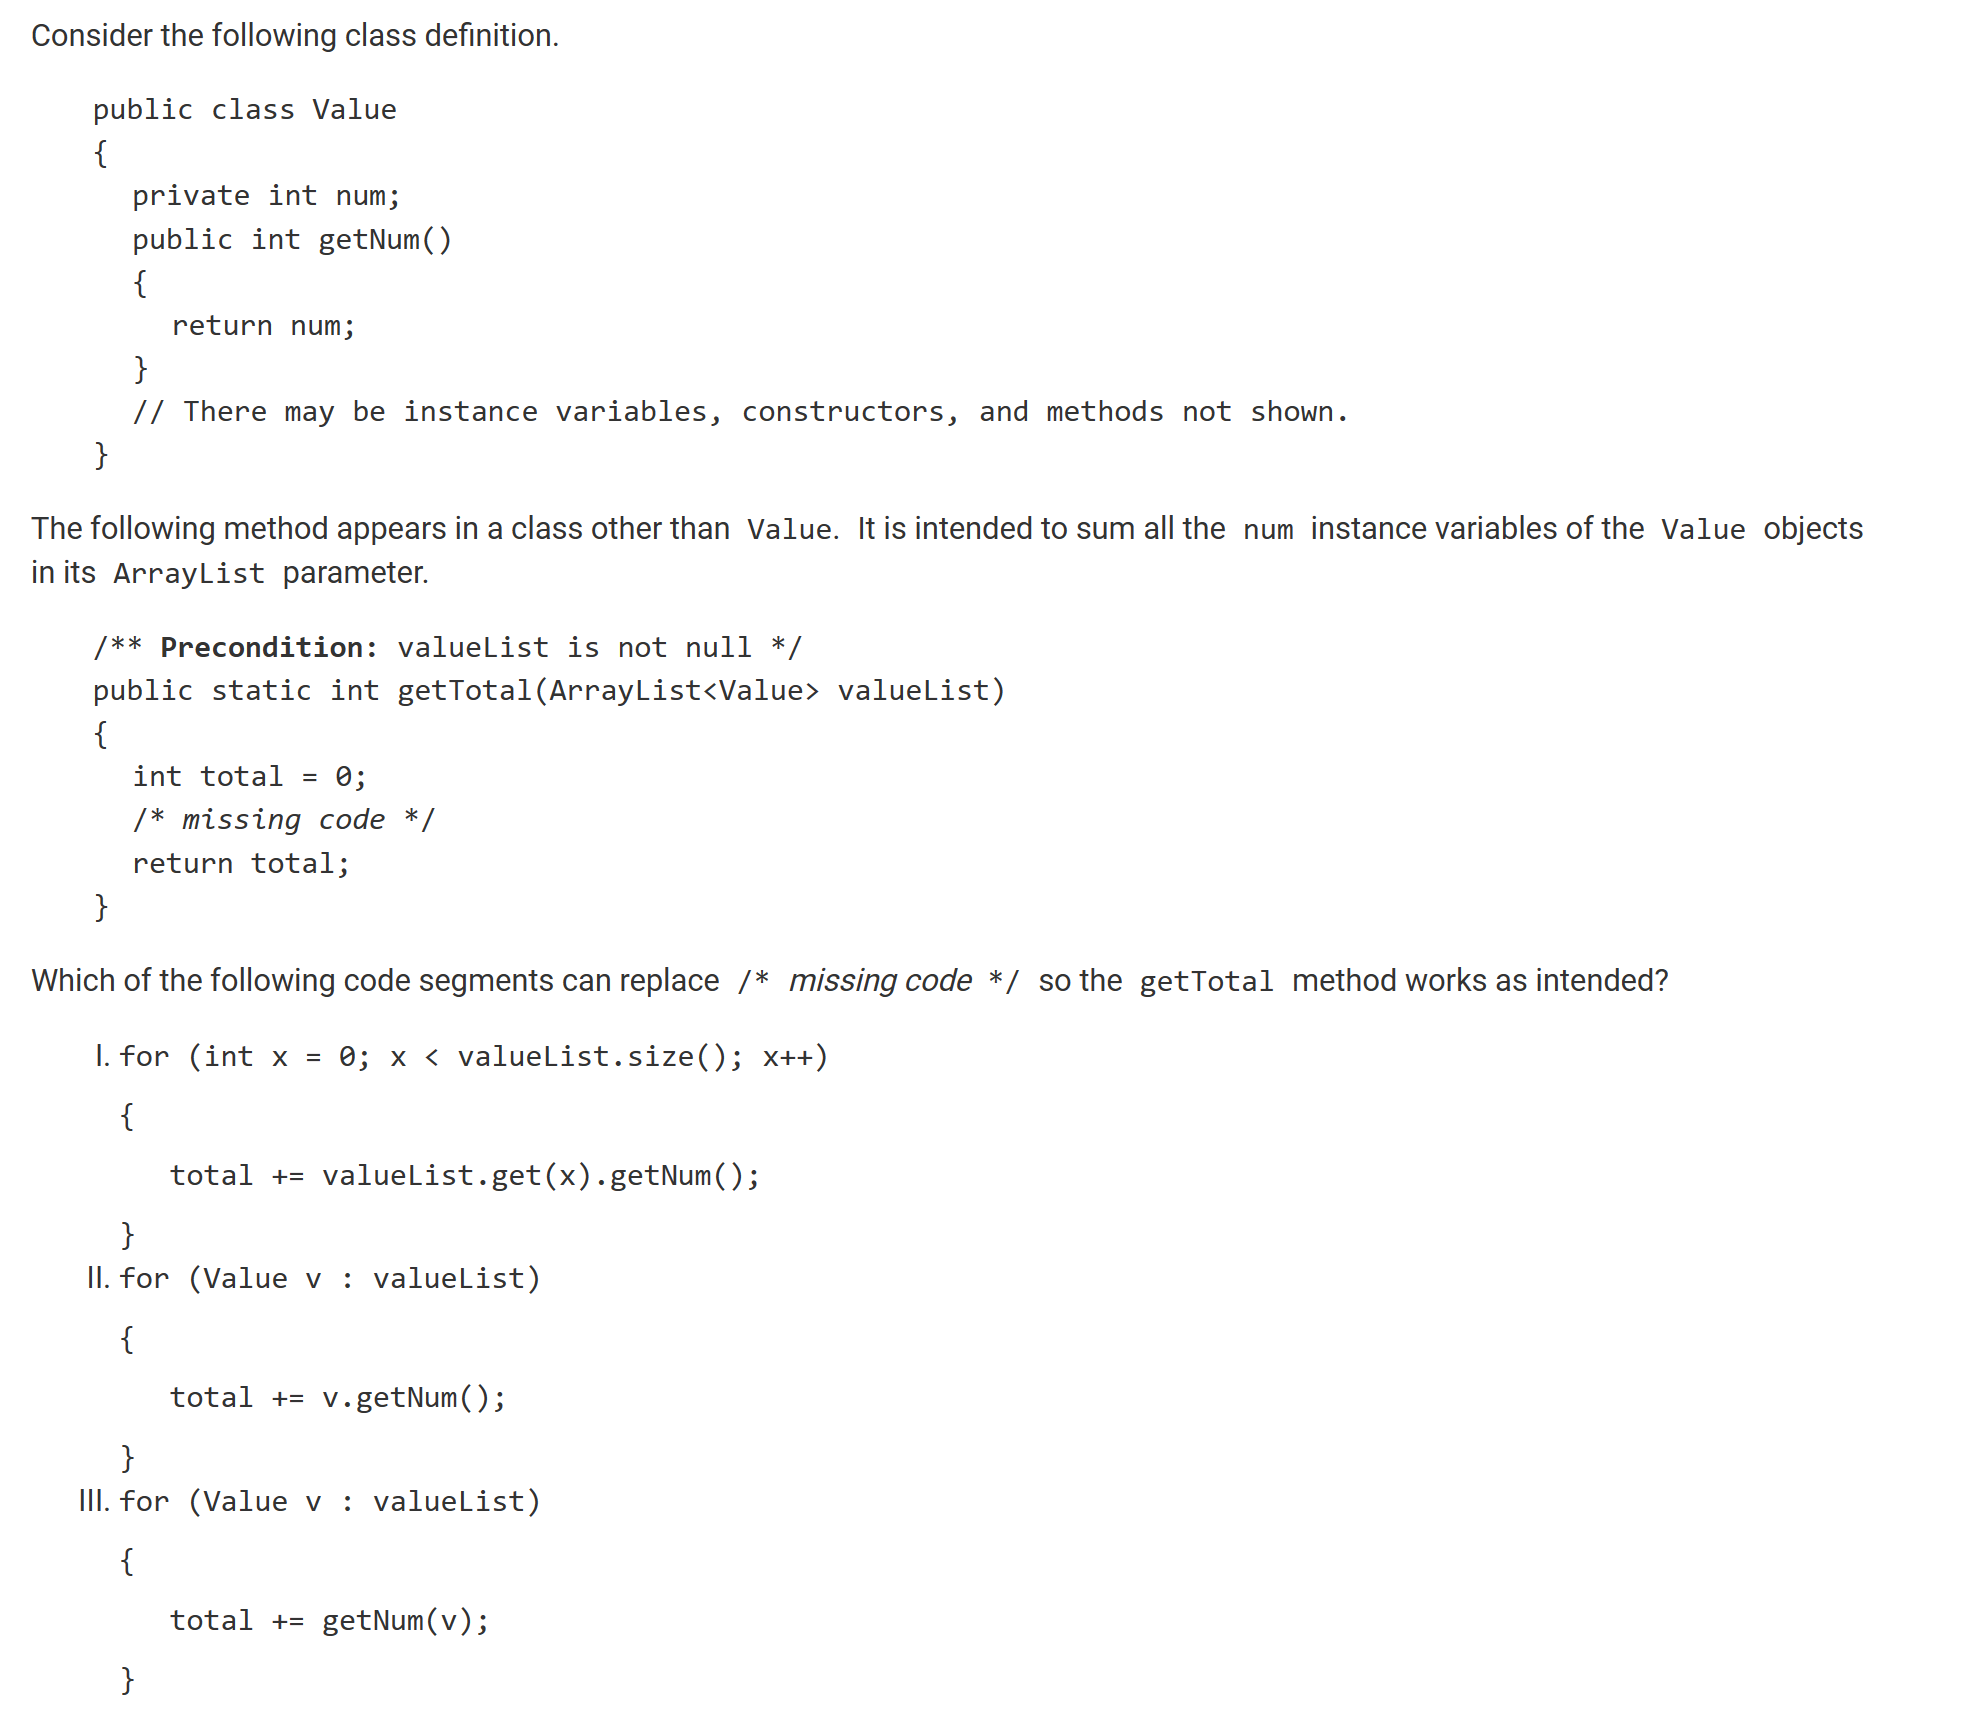 Consider the following class definition.
public class Value
{
private int num;
public int getNum()
{
return num;
}
// There may be instance variables, constructors, and methods not shown.
}
The following method appears in a class other than Value. It is intended to sum all the num instance variables of the Value objects
in its ArrayList parameter.
/** Precondition: valueList is not null */
public static int getTotal(ArrayList<Value> valueList)
{
int total = 0;
/* missing code */
return total;
}
Which of the following code segments can replace /* missing code */ so the getTotal method works as intended?
I. for (int x = 0; x < valueList.size(); x++)
{
total += valueList.get(x).getNum();
}
II. for (Value v : valueList)
{
total += v.getNum();
}
III. for (Value v : valueList)
{
total += getNum(v);
}